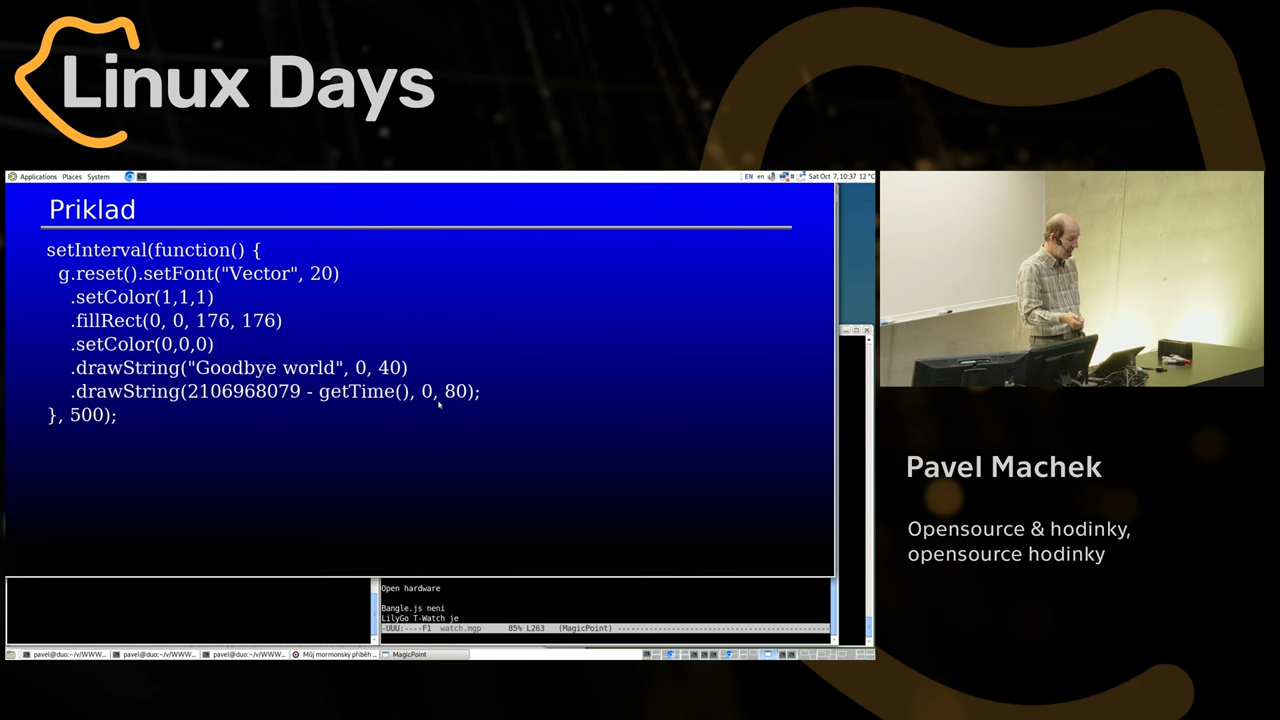 Linux Days
Applications Places System
EN en
Sat Oct 7, 10:37 12 °C
Priklad
setInterval(function() {
g.reset().setFont("Vector", 20)
.setColor(1,1,1)
.fillRect(0, 0, 176, 176)
.setColor(0,0,0)
.drawString("Goodbye world", 0, 40)
.drawString(2106968079 - getTime(), 0, 80);
}, 500);
Pavel Machek
Opensource & hodinky,
opensource hodinky
Open hardware
Bangle.js neni
LilyGo T-Watch je
-UUU:----F1 watch.mgp 85% L263 (MagicPoint)
pavel@duo:~/v/WWW... pavel@duo:~/v/WWW... pavel@duo:~/v/WWW... Můj mormonský příběh ... MagicPoint